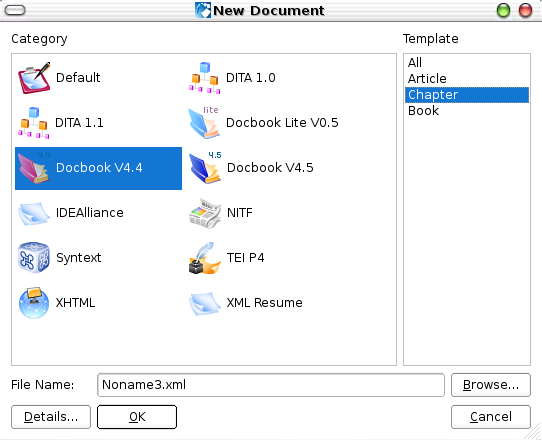 New Document
Category
Template
Default
DITA 1.0
DITA 1.1
lite
Docbook Lite V0.5
4.4
Docbook V4.4
4.5
Docbook V4.5
IDEAlliance
NITF
Syntext
TEI P4
XHTML
XML Resume
All
Article
Chapter
Book
File Name:
Noname3.xml
Browse...
Details...
OK
Cancel